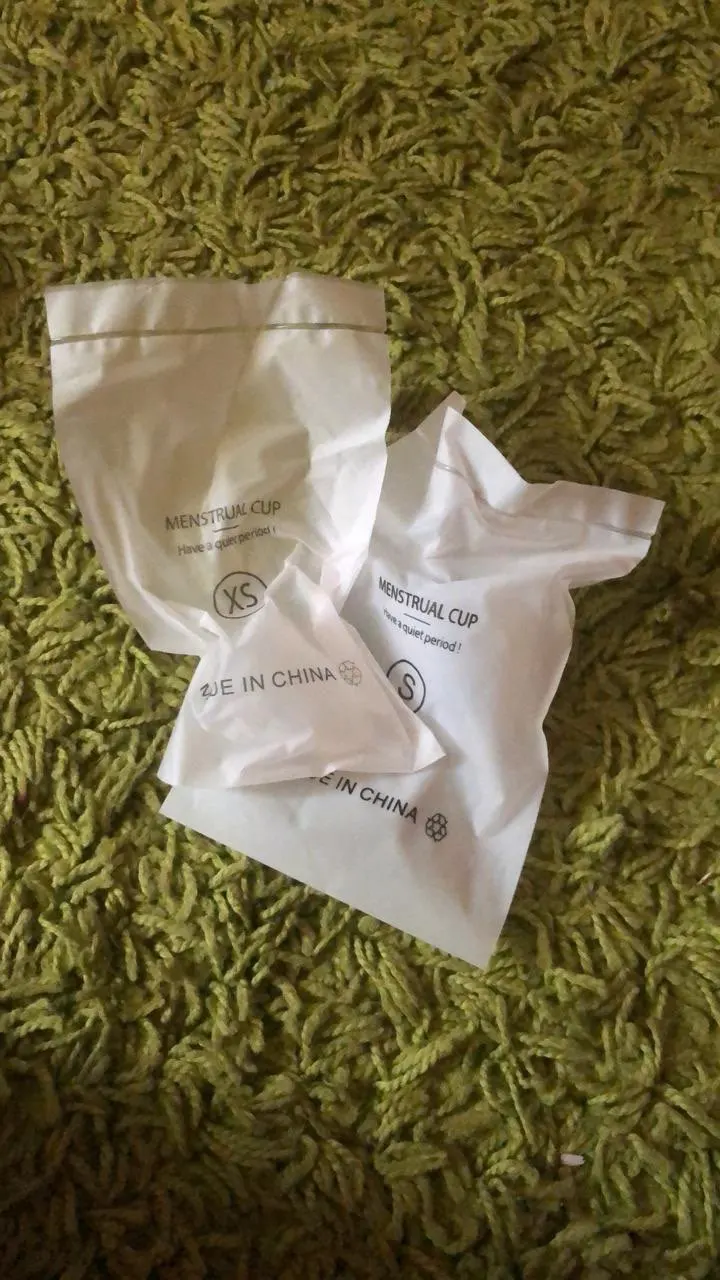 MENSTRUAL CUP
Have a quiet period !
XS
IN CHINA
MENSTRUAL CUP
Have a quiet period !
S
IN CHINA